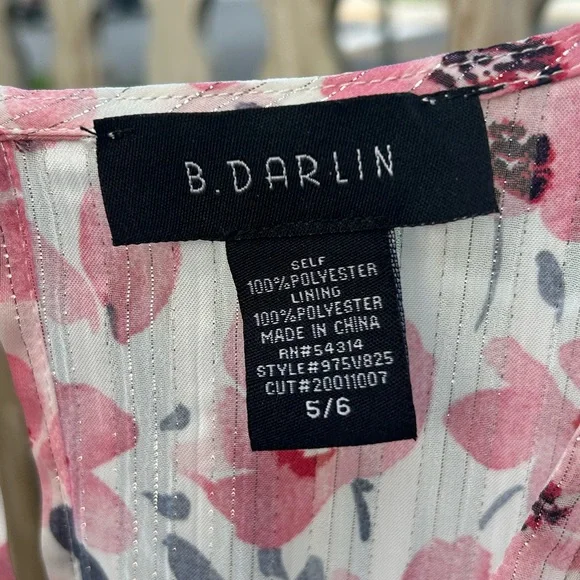 B.DARLIN
SELF
100%POLYESTER
LINING
100%POLYESTER
MADE IN CHINA
RN#54314
STYLE#975V825
CUT#20011007
5/6